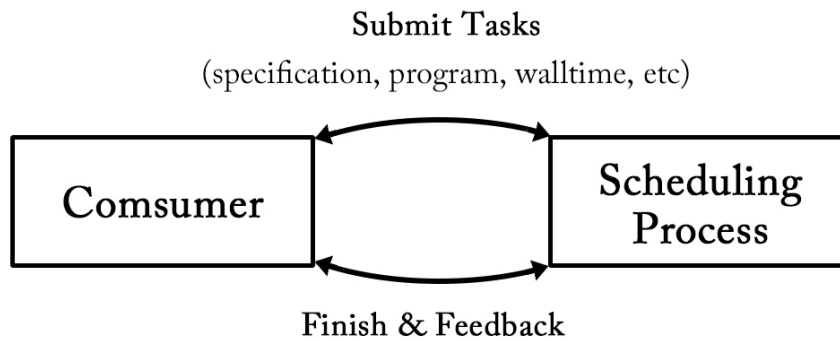 Submit Tasks
(specification, program, walltime, etc)
Comsumer
Scheduling
Process
Finish & Feedback